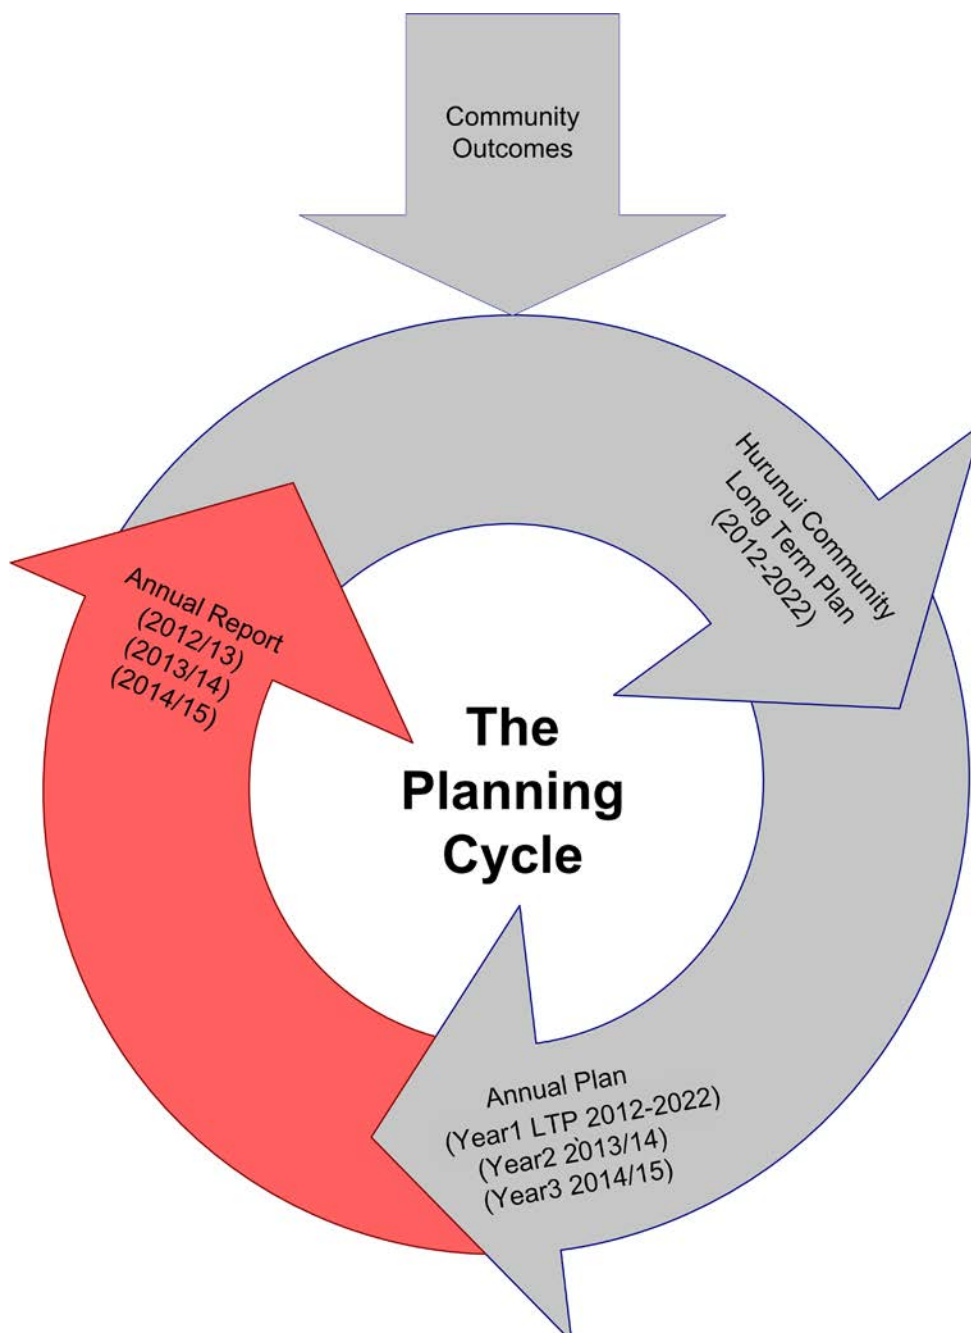 Community
Outcomes
Hurunui Community
Long Term Plan
(2012-2022)
Annual Report
(2012/13)
(2013/14)
(2014/15)
The
Planning
Cycle
Annual Plan
(Year1 LTP 2012-2022)
(Year2 2013/14)
(Year3 2014/15)